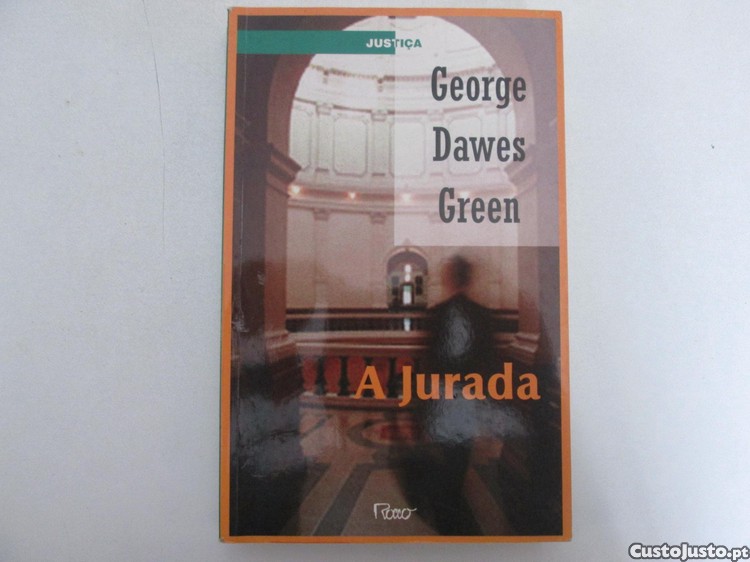 JUSTIÇA
George
Dawes
Green
A Jurada
Rocco
CustoJusto.pt